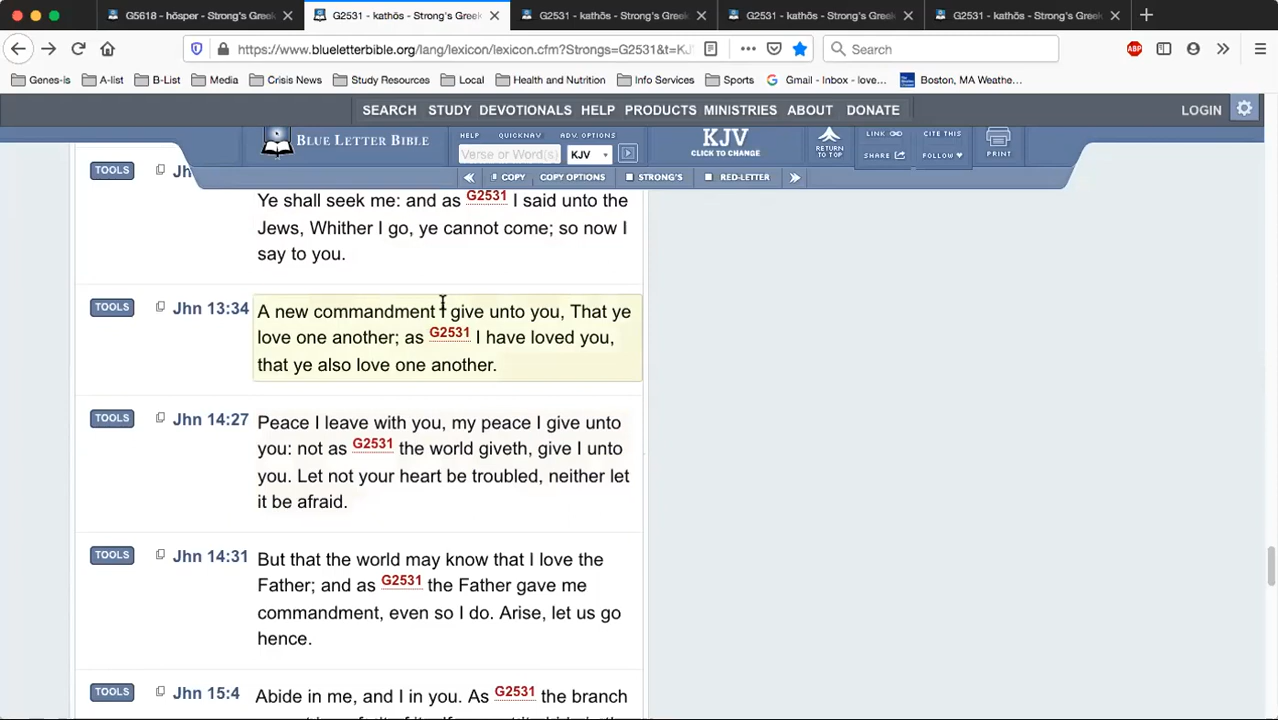 G5618 - hōsper - Strong's Greek
G2531 - kathōs - Strong's Greek
G2531 - kathōs - Strong's Greek
G2531 - kathōs - Strong's Greek
G2531 - kathōs - Strong's Greek
https://www.blueletterbible.org/lang/lexicon/lexicon.cfm?Strongs=G2531&t=KJ
Search
ABP
Genes-is
A-list
B-List
Media
Crisis News
Study Resources
Local
Health and Nutrition
Info Services
Sports
Gmail - Inbox - love...
Boston, MA Weathe...
SEARCH STUDY DEVOTIONALS HELP PRODUCTS MINISTRIES ABOUT DONATE
LOGIN
BLUE LETTER BIBLE
HELP QUICKNAV ADV. OPTIONS
Verse or Word(s)
KJV
KJV
CLICK TO CHANGE
RETURN
TO TOP
LINK
CITE THIS
SHARE
FOLLOW
PRINT
COPY COPY OPTIONS STRONG'S RED-LETTER
TOOLS
Ye shall seek me: and as G2531 I said unto the
Jews, Whither I go, ye cannot come; so now I
say to you.
TOOLS
Jhn 13:34
A new commandment I give unto you, That ye
love one another; as G2531 I have loved you,
that ye also love one another.
TOOLS
Jhn 14:27
Peace I leave with you, my peace I give unto
you: not as G2531 the world giveth, give I unto
you. Let not your heart be troubled, neither let
it be afraid.
TOOLS
Jhn 14:31
But that the world may know that I love the
Father; and as G2531 the Father gave me
commandment, even so I do. Arise, let us go
hence.
TOOLS
Jhn 15:4
Abide in me, and I in you. As G2531 the branch